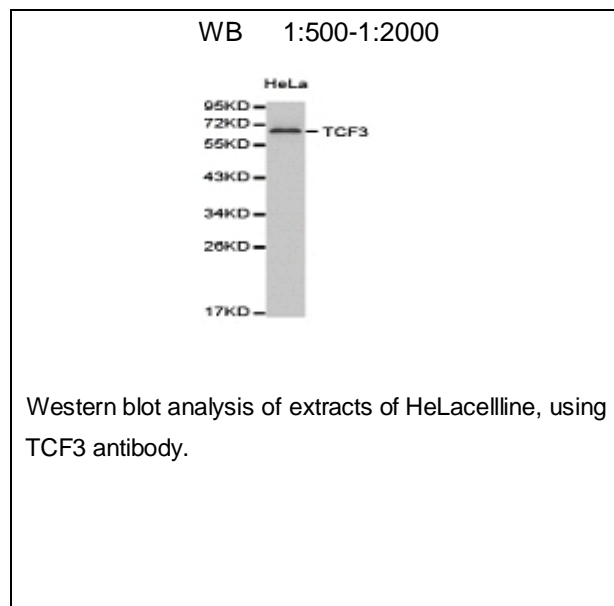 WB 1:500-1:2000
HeLa
95KD
72KD
TCF3
55KD
43KD
34KD
26KD
17KD
Western blot analysis of extracts of HeLacellline, using
TCF3 antibody.